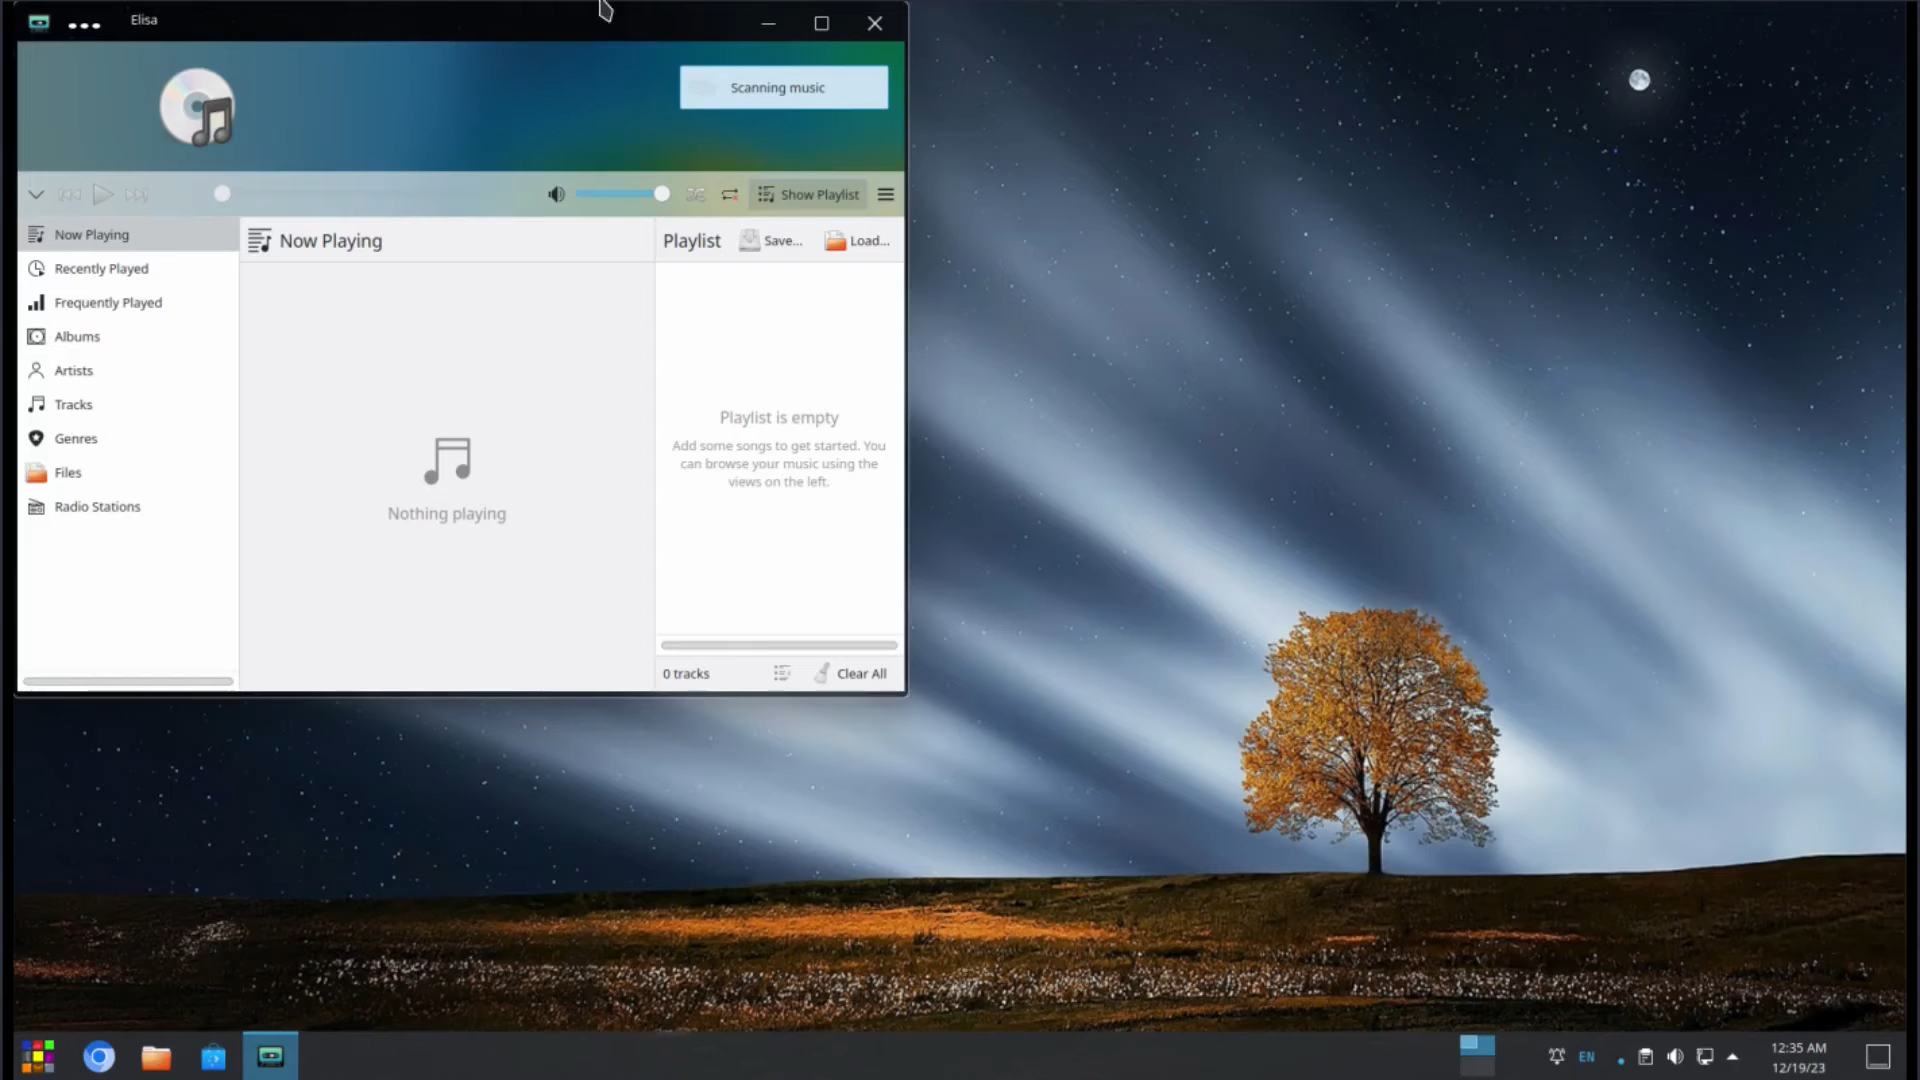 Elisa
Scanning music
Show Playlist
Now Playing
Recently Played
Frequently Played
Albums
Artists
Tracks
Genres
Files
Radio Stations
Now Playing
Nothing playing
Playlist
Save...
Load...
Playlist is empty
Add some songs to get started. You
can browse your music using the
views on the left.
0 tracks
Clear All
EN
12:35 AM
12/19/23